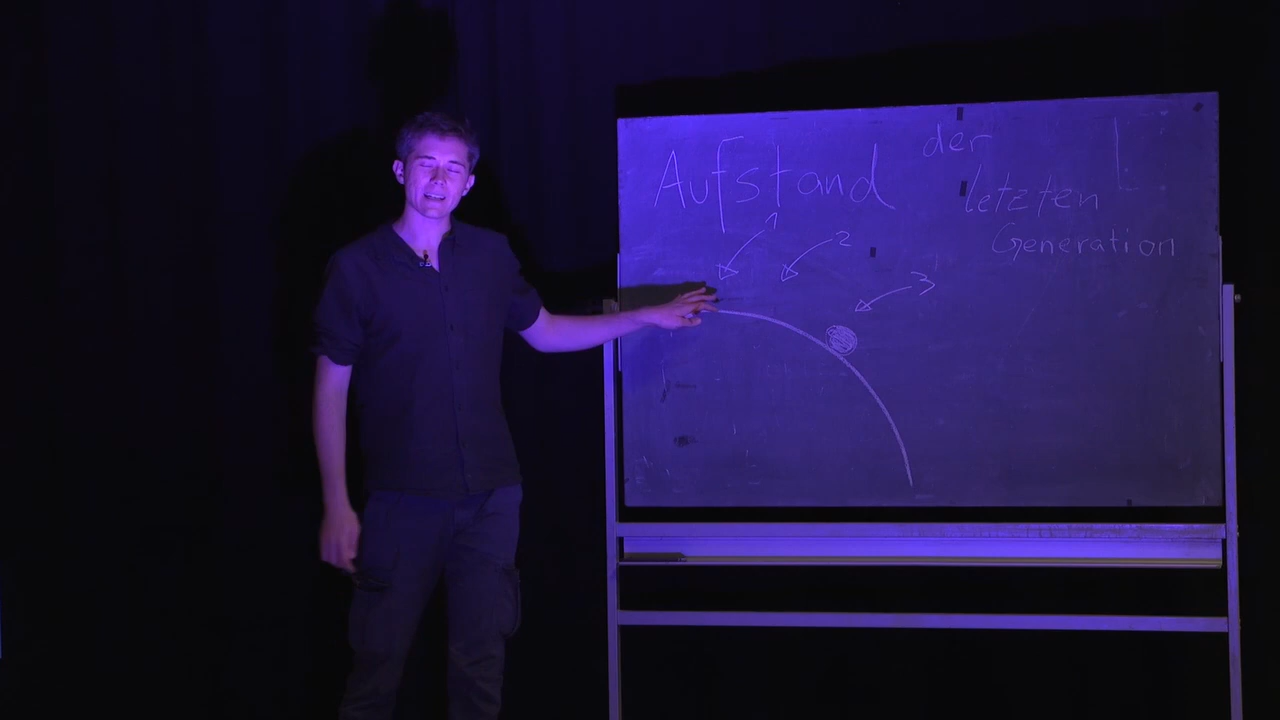 Aufstand der
letzten
Generation
1
2
3